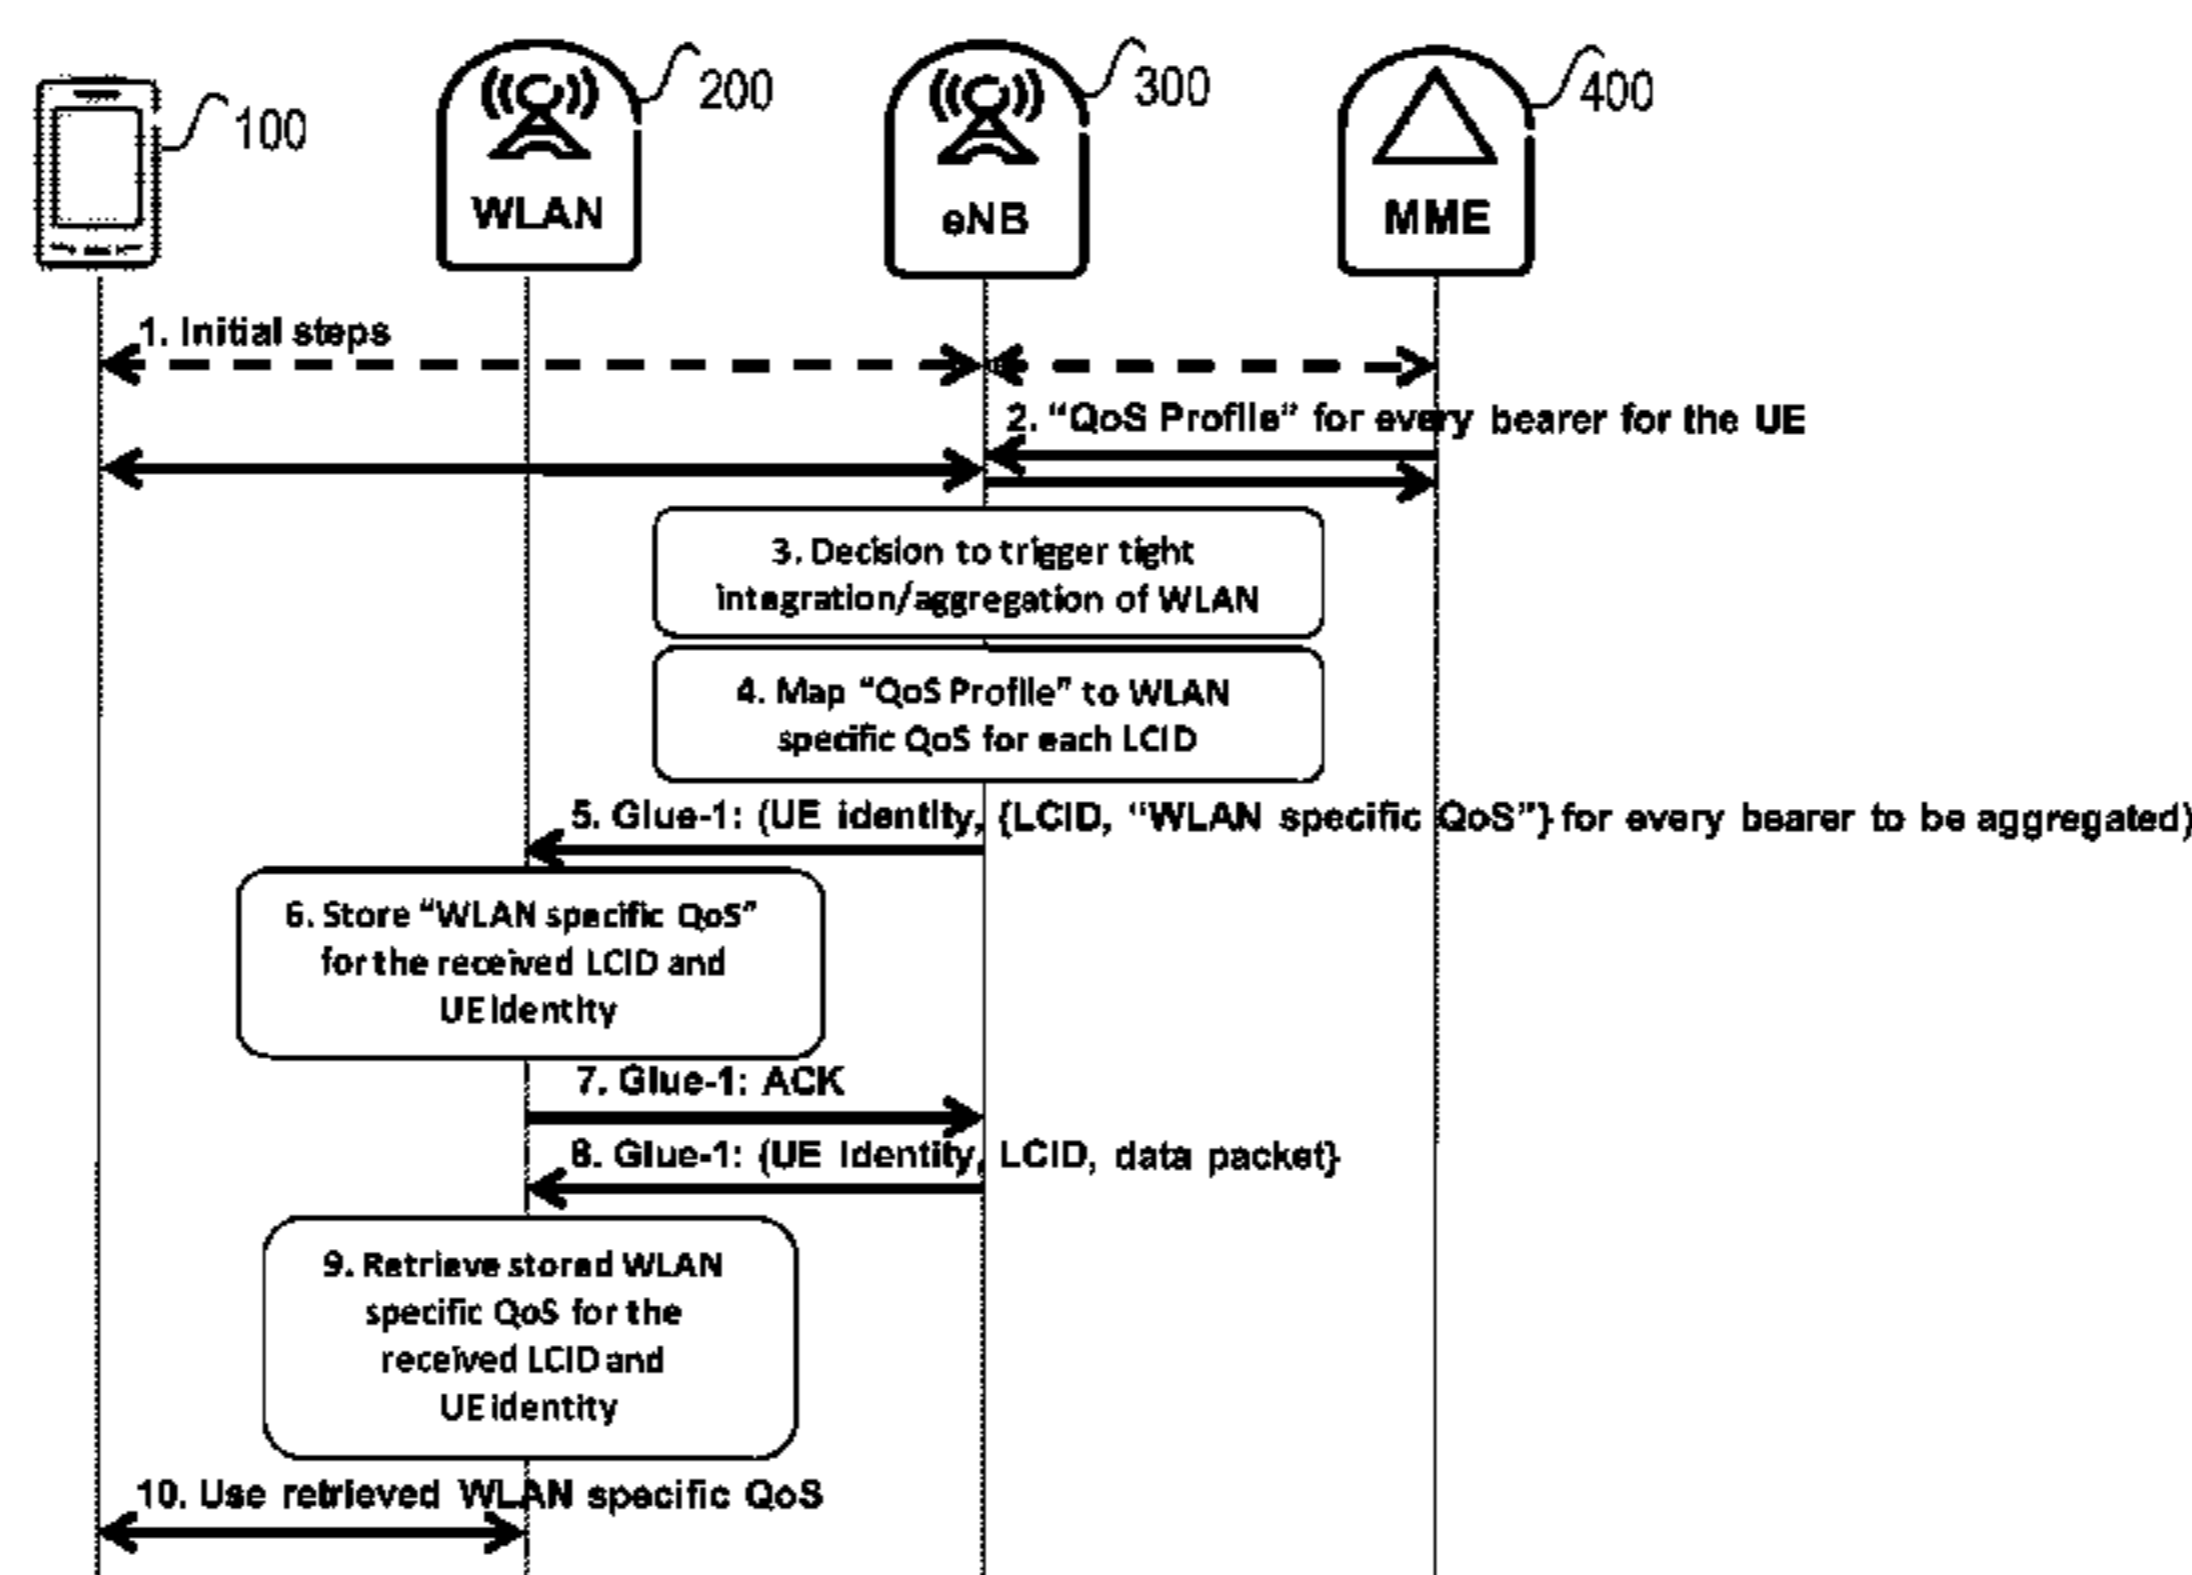 100
200
300
400
WLAN
eNB
MME
1. Initial steps
2. “QoS Profile” for every bearer for the UE
3. Decision to trigger tight
integration/aggregation of WLAN
4. Map “QoS Profile” to WLAN
specific QoS for each LCID
5. Glue-1: (UE identity, {LCID, “WLAN specific QoS”} for every bearer to be aggregated)
6. Store “WLAN specific QoS”
for the received LCID and
UE identity
7. Glue-1: ACK
8. Glue-1: (UE identity, LCID, data packet}
9. Retrieve stored WLAN
specific QoS for the
received LCID and
UE identity
10. Use retrieved WLAN specific QoS